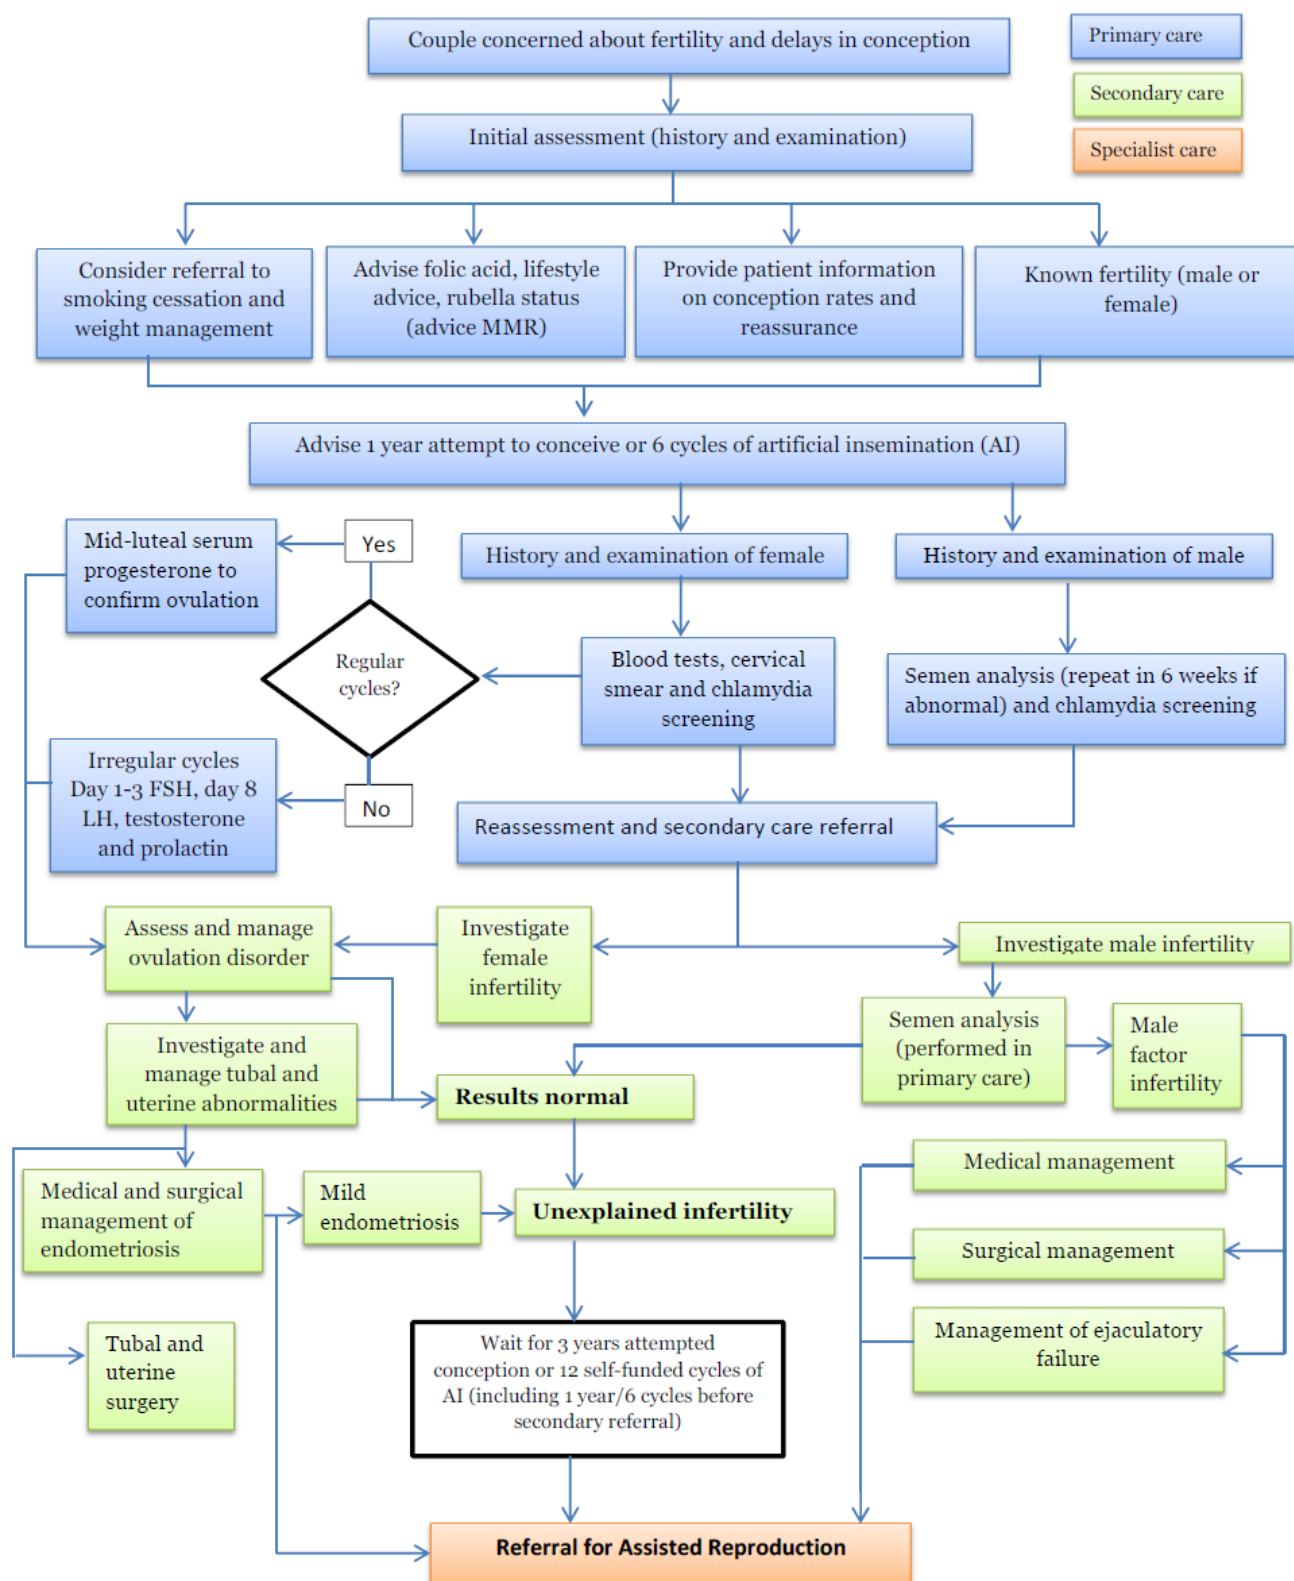 Couple concerned about fertility and delays in conception
Primary care
Secondary care
Specialist care
Initial assessment (history and examination)
Consider referral to
smoking cessation and
weight management
Advise folic acid, lifestyle
advice, rubella status
(advice MMR)
Provide patient information
on conception rates and
reassurance
Known fertility (male or
female)
Advise 1 year attempt to conceive or 6 cycles of artificial insemination (AI)
Mid-luteal serum
progesterone to
confirm ovulation
Yes
History and examination of female
History and examination of male
Regular
cycles?
Blood tests, cervical
smear and chlamydia
screening
Semen analysis (repeat in 6 weeks if
abnormal) and chlamydia screening
Irregular cycles
Day 1-3 FSH, day 8
LH, testosterone
and prolactin
No
Reassessment and secondary care referral
Assess and manage
ovulation disorder
Investigate
female
infertility
Investigate male infertility
Investigate and
manage tubal and
uterine abnormalities
Results normal
Semen analysis
(performed in
primary care)
Male
factor
infertility
Medical and surgical
management of
endometriosis
Mild
endometriosis
Unexplained infertility
Medical management
Surgical management
Management of ejaculatory
failure
Tubal and
uterine
surgery
Wait for 3 years attempted
conception or 12 self-funded cycles of
AI (including 1 year/6 cycles before
secondary referral)
Referral for Assisted Reproduction